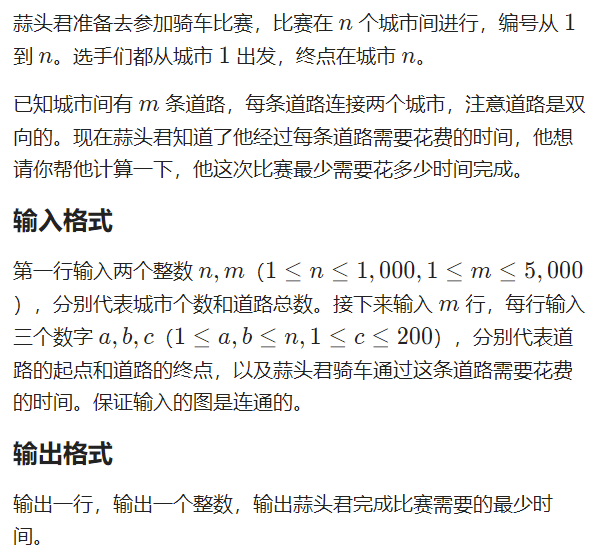 蒜头君准备去参加骑车比赛，比赛在 n 个城市间进行，编号从 1
到 n。选手们都从城市 1 出发，终点在城市 n。
已知城市间有 m 条道路，每条道路连接两个城市，注意道路是双
向的。现在蒜头君知道了他经过每条道路需要花费的时间，他想
请你帮他计算一下，他这次比赛最少需要花多少时间完成。
输入格式
第一行输入两个整数 n, m（1 ≤ n ≤ 1,000, 1 ≤ m ≤ 5,000
），分别代表城市个数和道路总数。接下来输入 m 行，每行输入
三个数字 a, b, c（1 ≤ a, b ≤ n, 1 ≤ c ≤ 200），分别代表道
路的起点和道路的终点，以及蒜头君骑车通过这条道路需要花费
的时间。保证输入的图是连通的。
输出格式
输出一行，输出一个整数，输出蒜头君完成比赛需要的最少时
间。